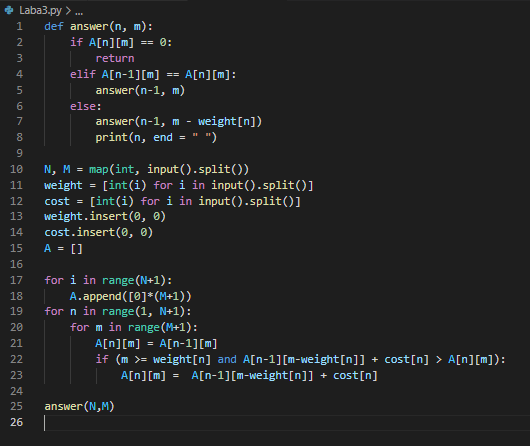 Laba3.py > ...
1 def answer(n, m):
2     if A[n][m] == 0:
3         return
4     elif A[n-1][m] == A[n][m]:
5         answer(n-1, m)
6     else:
7         answer(n-1, m - weight[n])
8         print(n, end = " ")
9
10 N, M = map(int, input().split())
11 weight = [int(i) for i in input().split()]
12 cost = [int(i) for i in input().split()]
13 weight.insert(0, 0)
14 cost.insert(0, 0)
15 A = []
16
17 for i in range(N+1):
18     A.append([0]*(M+1))
19 for n in range(1, N+1):
20     for m in range(M+1):
21         A[n][m] = A[n-1][m]
22         if (m >= weight[n] and A[n-1][m-weight[n]] + cost[n] > A[n][m]):
23             A[n][m] =  A[n-1][m-weight[n]] + cost[n]
24
25 answer(N,M)
26